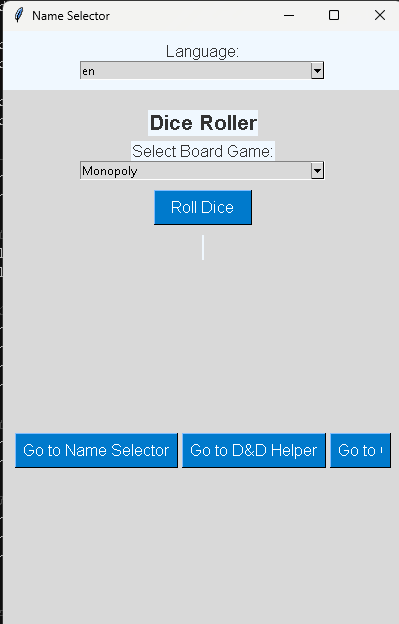 Name Selector
Language:
en
Dice Roller
Select Board Game:
Monopoly
Roll Dice
Go to Name Selector Go to D&D Helper Go to